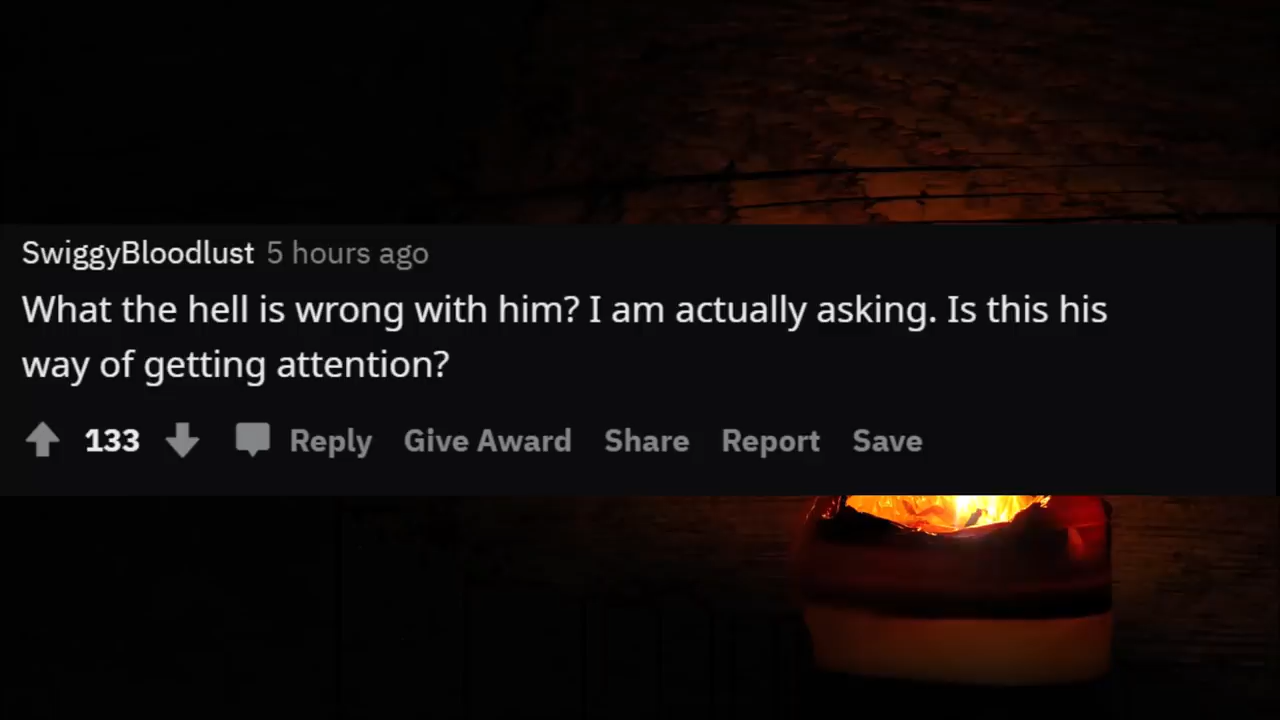 SwiggyBloodlust 5 hours ago
What the hell is wrong with him? I am actually asking. Is this his
way of getting attention?
133 Reply Give Award Share Report Save